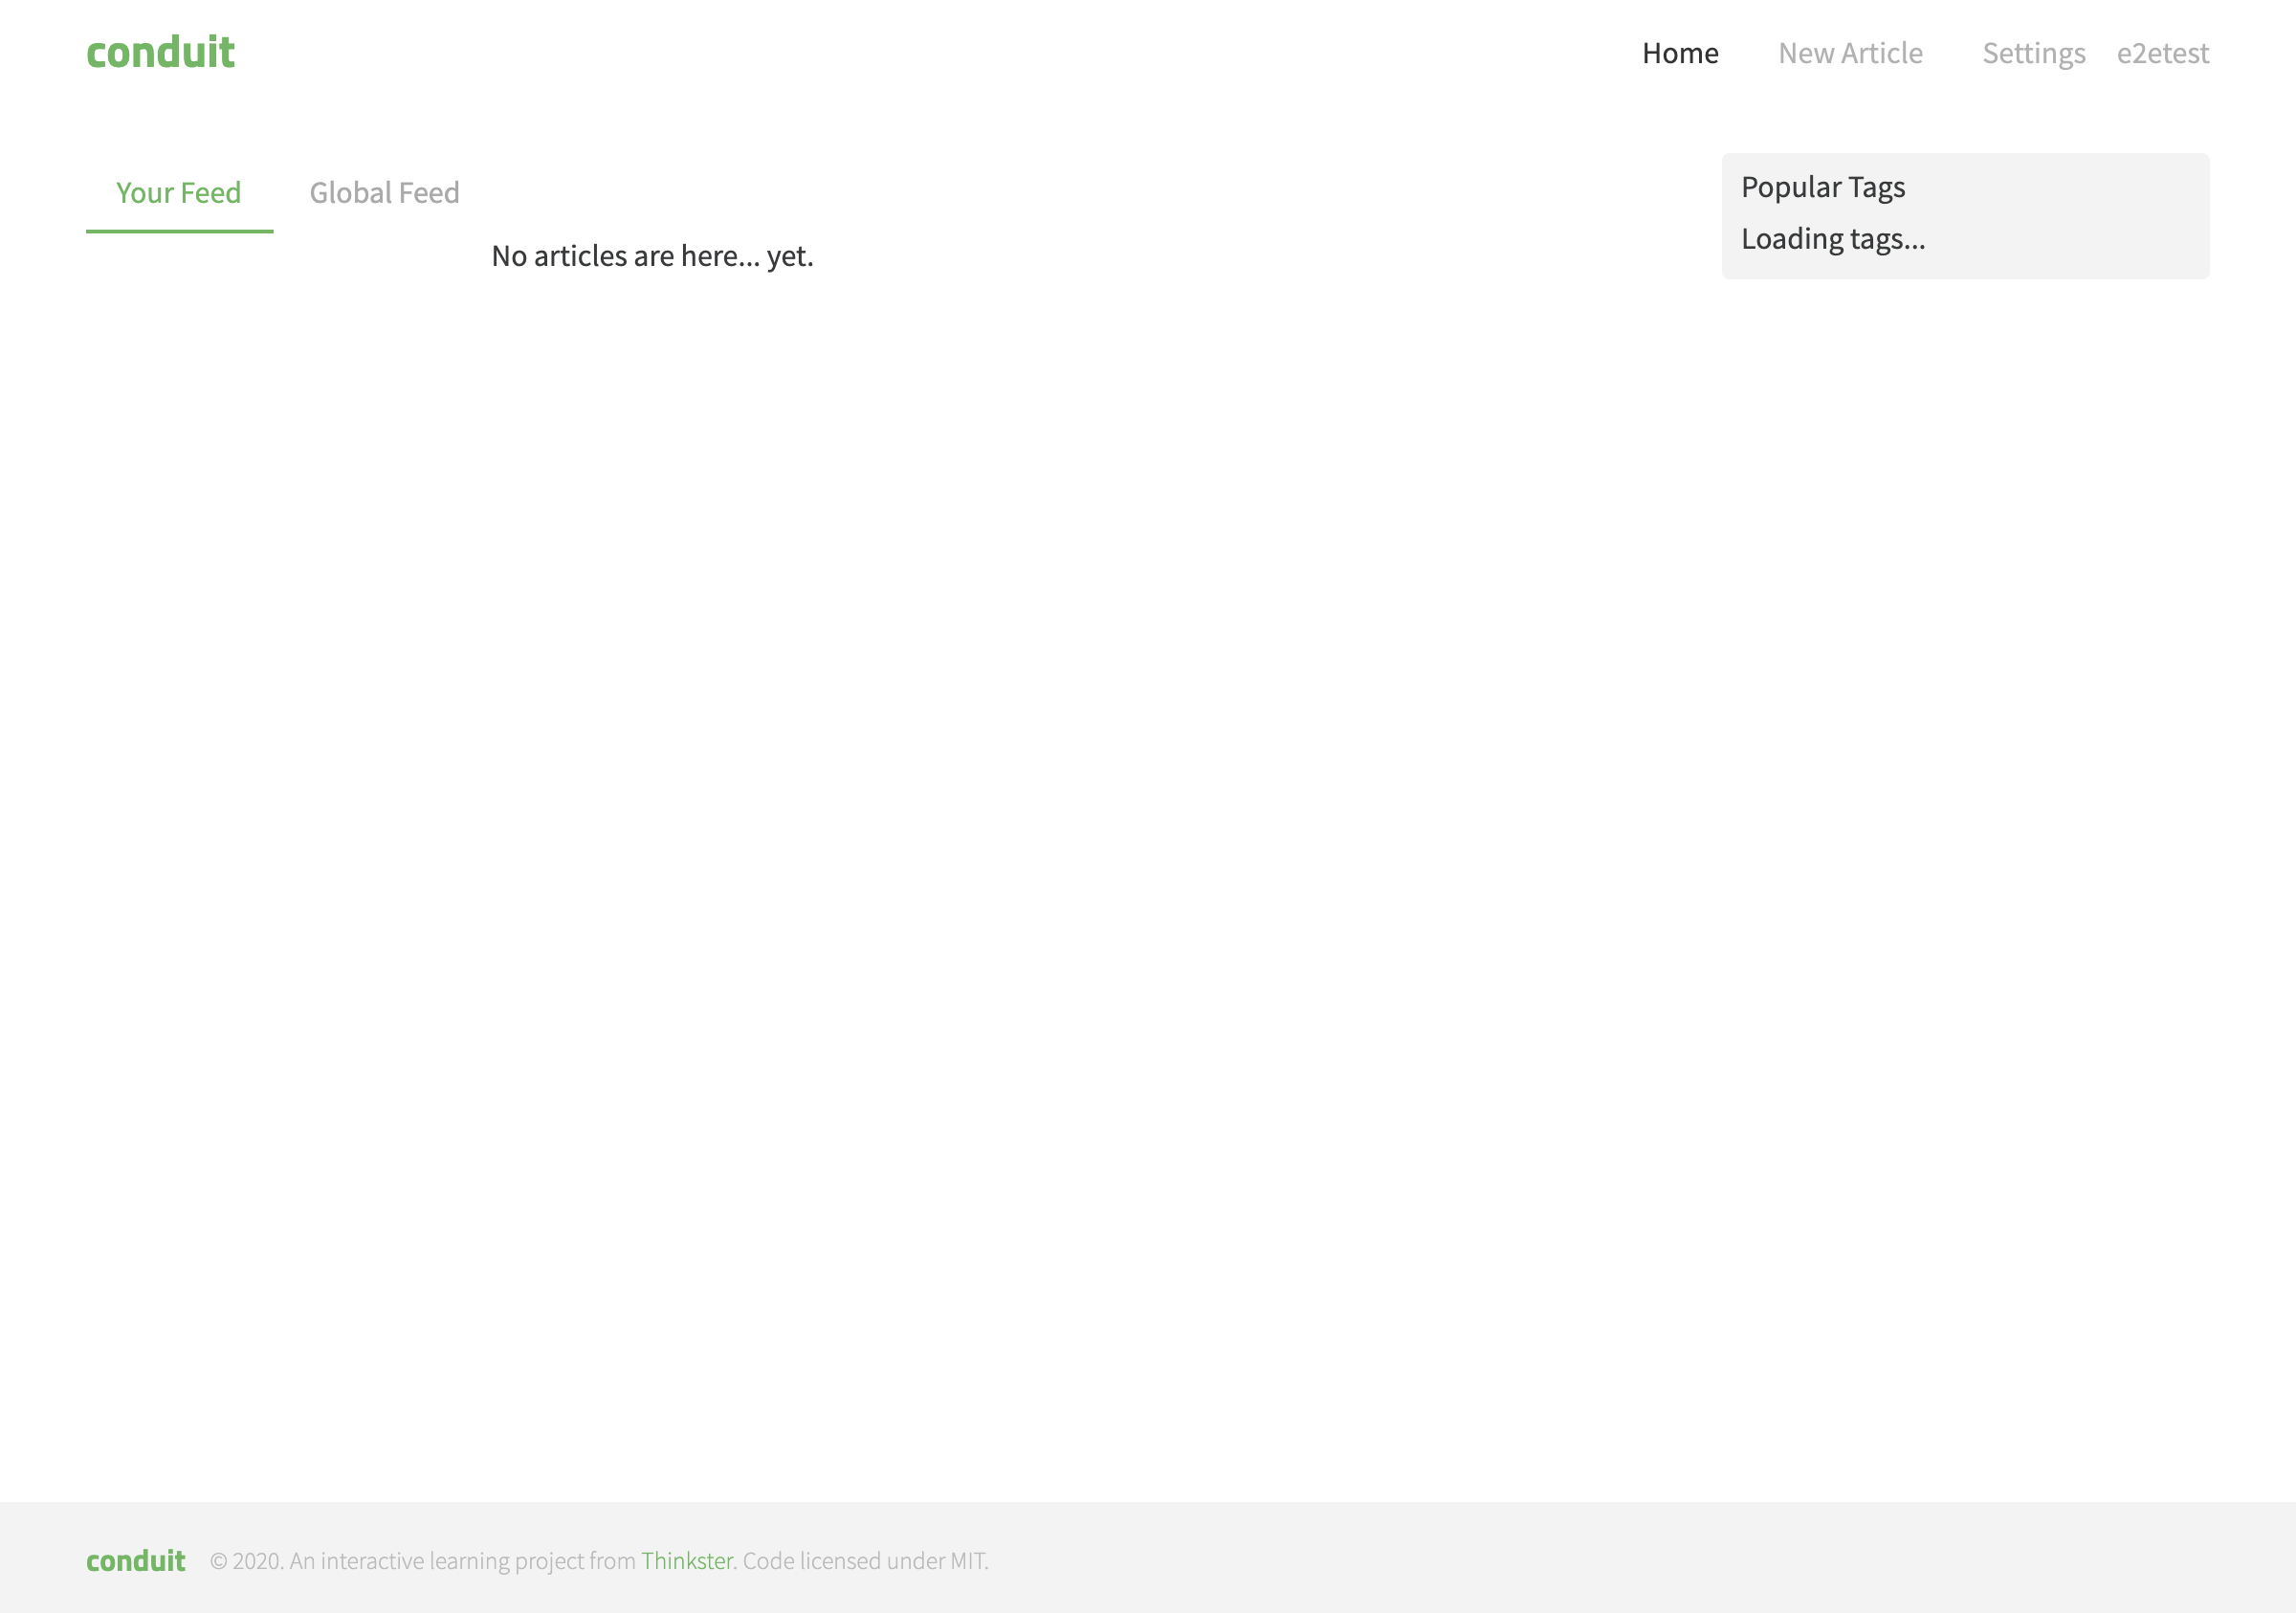 conduit
Home New Article Settings e2etest
Your Feed Global Feed
No articles are here... yet.
Popular Tags
Loading tags...
conduit © 2020. An interactive learning project from Thinkster. Code licensed under MIT.